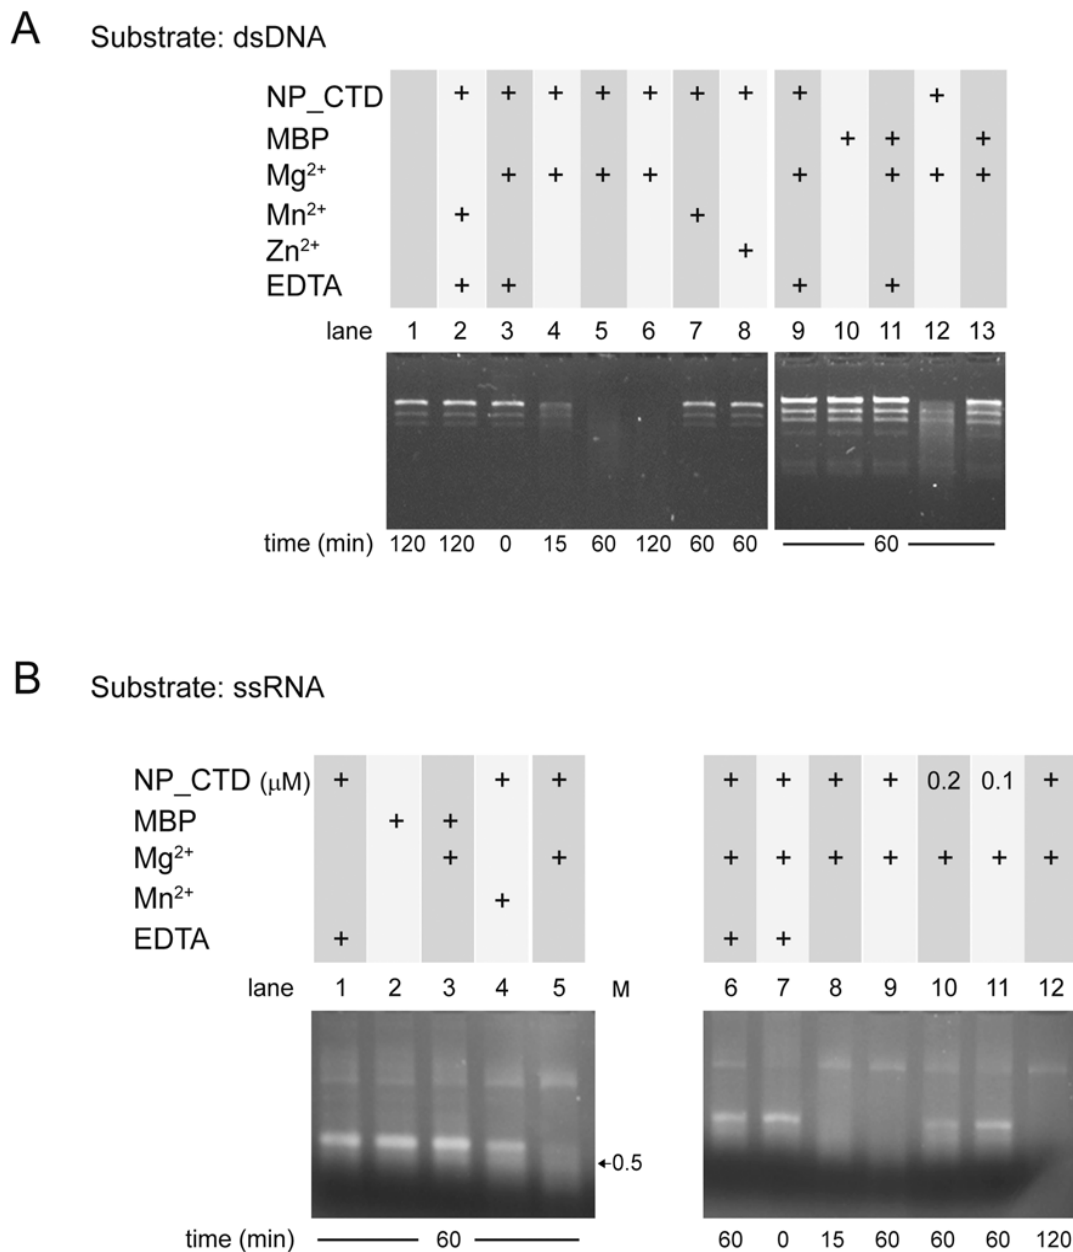 A Substrate: dsDNA
NP_CTD + + + + + + + + +
MBP + + +
Mg²⁺ + + + + + + + +
Mn²⁺ + +
Zn²⁺ +
EDTA + + + +
lane 1 2 3 4 5 6 7 8 9 10 11 12 13
time (min) 120 120 0 15 60 120 60 60 60
B Substrate: ssRNA
NP_CTD (μM) + + + + + + + 0.2 0.1 +
MBP + +
Mg²⁺ + + + + + + + + +
Mn²⁺ +
EDTA + + +
lane 1 2 3 4 5 M 6 7 8 9 10 11 12
0.5
time (min) 60 60 0 15 60 60 60 120